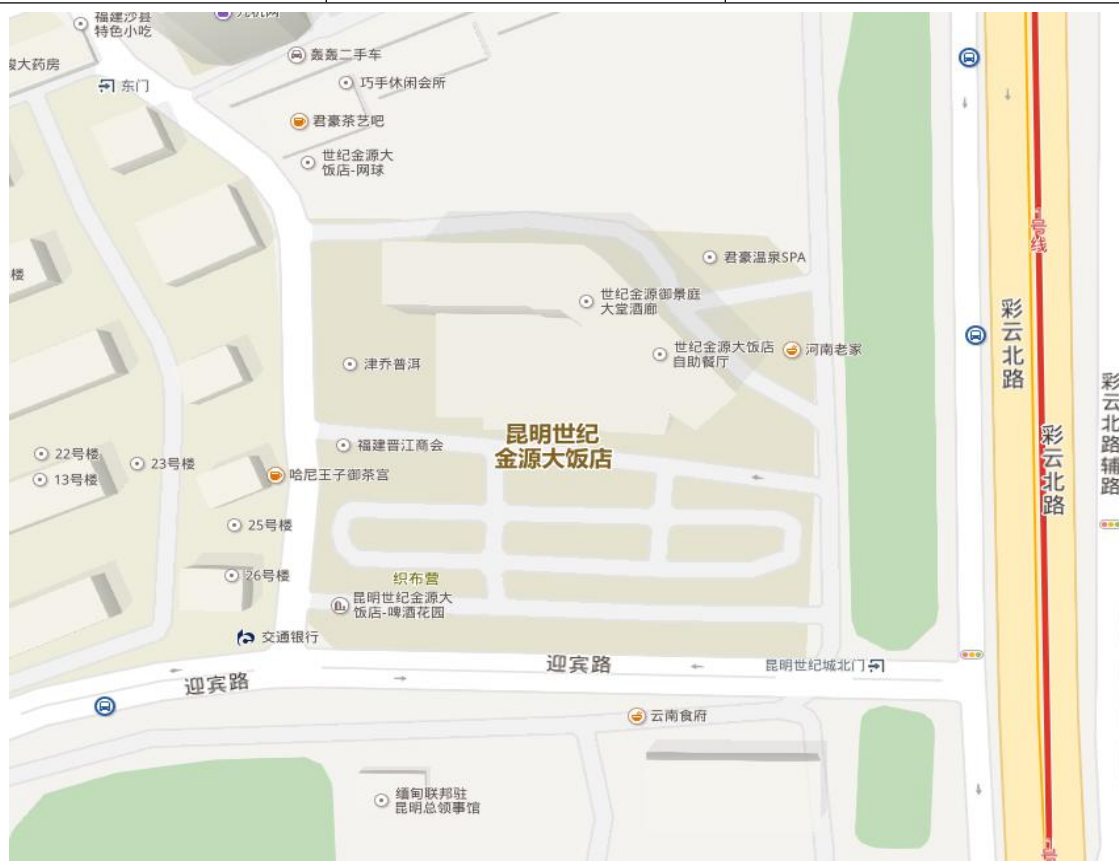 福建沙县
特色小吃
轰轰二手车
大药房
东门
巧手休闲会所
君豪茶艺吧
世纪金源大
饭店-网球
1号线
君豪温泉SPA
楼
世纪金源御景庭
大堂酒廊
彩云北路
世纪金源大饭店
自助餐厅
河南老家
津乔普洱
彩云北路辅路
昆明世纪
金源大饭店
彩云北路
福建晋江商会
22号楼
23号楼
13号楼
哈尼王子御茶宫
25号楼
26号楼
织布营
昆明世纪金源大
饭店-啤酒花园
交通银行
迎宾路
昆明世纪城北门
迎宾路
云南食府
缅甸联邦驻
昆明总领事馆
号